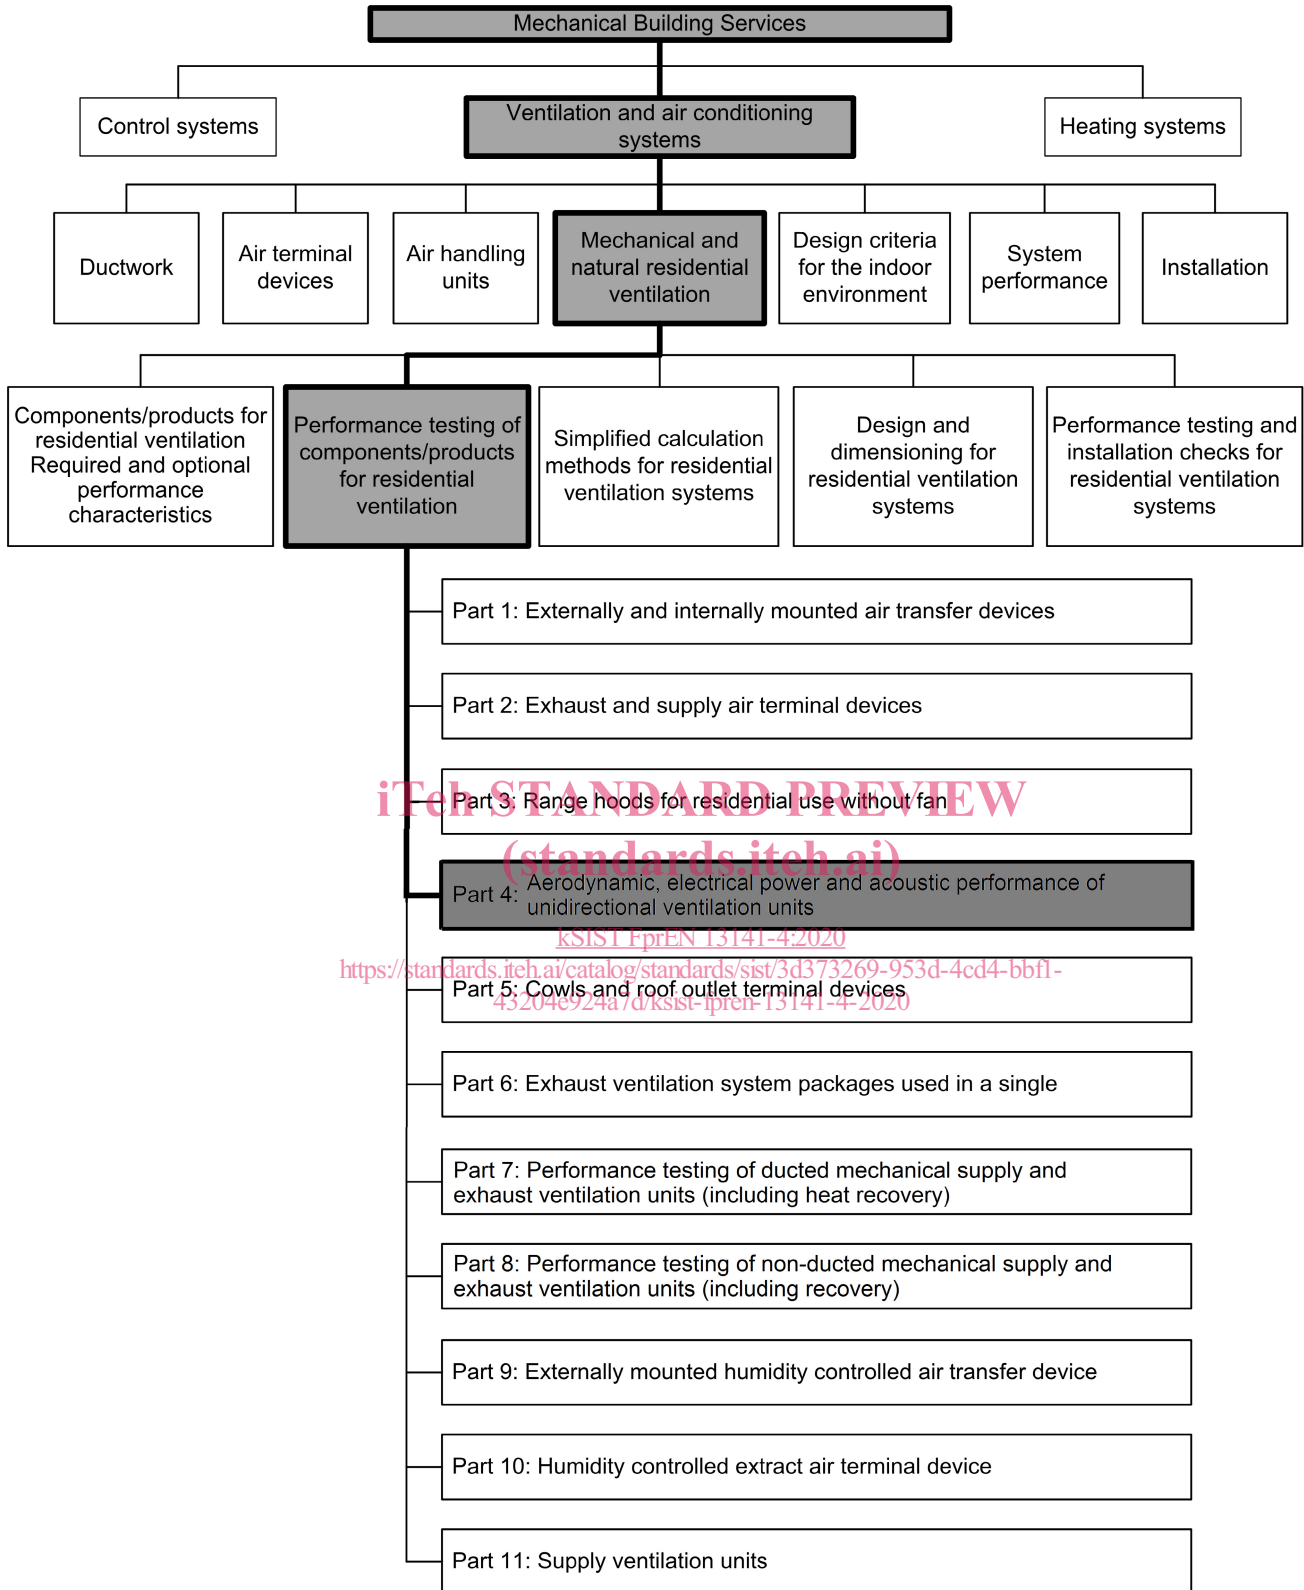 Mechanical Building Services
Control systems
Ventilation and air conditioning
systems
Heating systems
Ductwork
Air terminal
devices
Air handling
units
Mechanical and
natural residential
ventilation
Design criteria
for the indoor
environment
System
performance
Installation
Components/products for
residential ventilation
Required and optional
performance
characteristics
Performance testing of
components/products
for residential
ventilation
Simplified calculation
methods for residential
ventilation systems
Design and
dimensioning for
residential ventilation
systems
Performance testing and
installation checks for
residential ventilation
systems
Part 1: Externally and internally mounted air transfer devices
Part 2: Exhaust and supply air terminal devices
iTeh STANDARD PREVIEW
Part 3: Range hoods for residential use without fan
(standards.iteh.ai)
Part 4: Aerodynamic, electrical power and acoustic performance of
unidirectional ventilation units
kSIST FprEN 13141-4:2020
https://standards.iteh.ai/catalog/standards/sist/3d373269-953d-4cd4-bbf1-
Part 5: Cowls and roof outlet terminal devices
43204e924a7d/ksist-fpren-13141-4-2020
Part 6: Exhaust ventilation system packages used in a single
Part 7: Performance testing of ducted mechanical supply and
exhaust ventilation units (including heat recovery)
Part 8: Performance testing of non-ducted mechanical supply and
exhaust ventilation units (including recovery)
Part 9: Externally mounted humidity controlled air transfer device
Part 10: Humidity controlled extract air terminal device
Part 11: Supply ventilation units